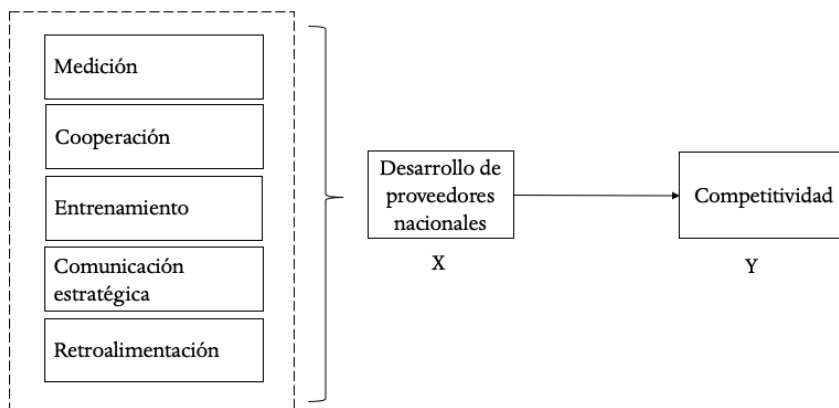 Medición
Cooperación
Entrenamiento
Comunicación
estratégica
Retroalimentación
Desarrollo de
proveedores
nacionales
X
Competitividad
Y